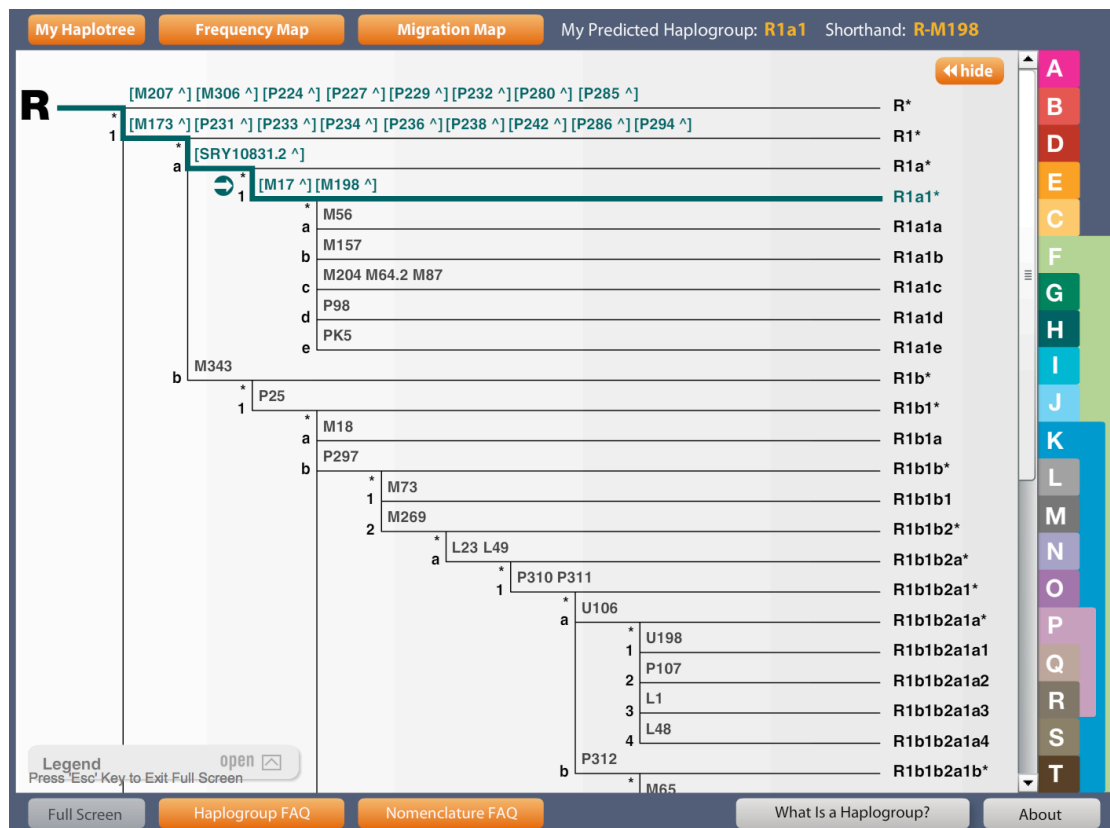 My Haplotree Frequency Map Migration Map My Predicted Haplogroup: R1a1 Shorthand: R-M198
hide
R
[M207 ^] [M306 ^] [P224 ^] [P227 ^] [P229 ^] [P232 ^] [P280 ^] [P285 ^] R*
* 1 [M173 ^] [P231 ^] [P233 ^] [P234 ^] [P236 ^] [P238 ^] [P242 ^] [P286 ^] [P294 ^] R1*
* a [SRY10831.2 ^] R1a*
* 1 [M17 ^] [M198 ^] R1a1*
* a M56 R1a1a
b M157 R1a1b
c M204 M64.2 M87 R1a1c
d P98 R1a1d
e PK5 R1a1e
b M343 R1b*
* 1 P25 R1b1*
* a M18 R1b1a
b P297 R1b1b*
* 1 M73 R1b1b1
2 M269 R1b1b2*
* a L23 L49 R1b1b2a*
* 1 P310 P311 R1b1b2a1*
* a U106 R1b1b2a1a*
* 1 U198 R1b1b2a1a1
2 P107 R1b1b2a1a2
3 L1 R1b1b2a1a3
4 L48 R1b1b2a1a4
b P312 R1b1b2a1b*
* M65
A
B
D
E
C
F
G
H
I
J
K
L
M
N
O
P
Q
R
S
T
Legend open
Press 'Esc' Key to Exit Full Screen
Full Screen Haplogroup FAQ Nomenclature FAQ What Is a Haplogroup? About